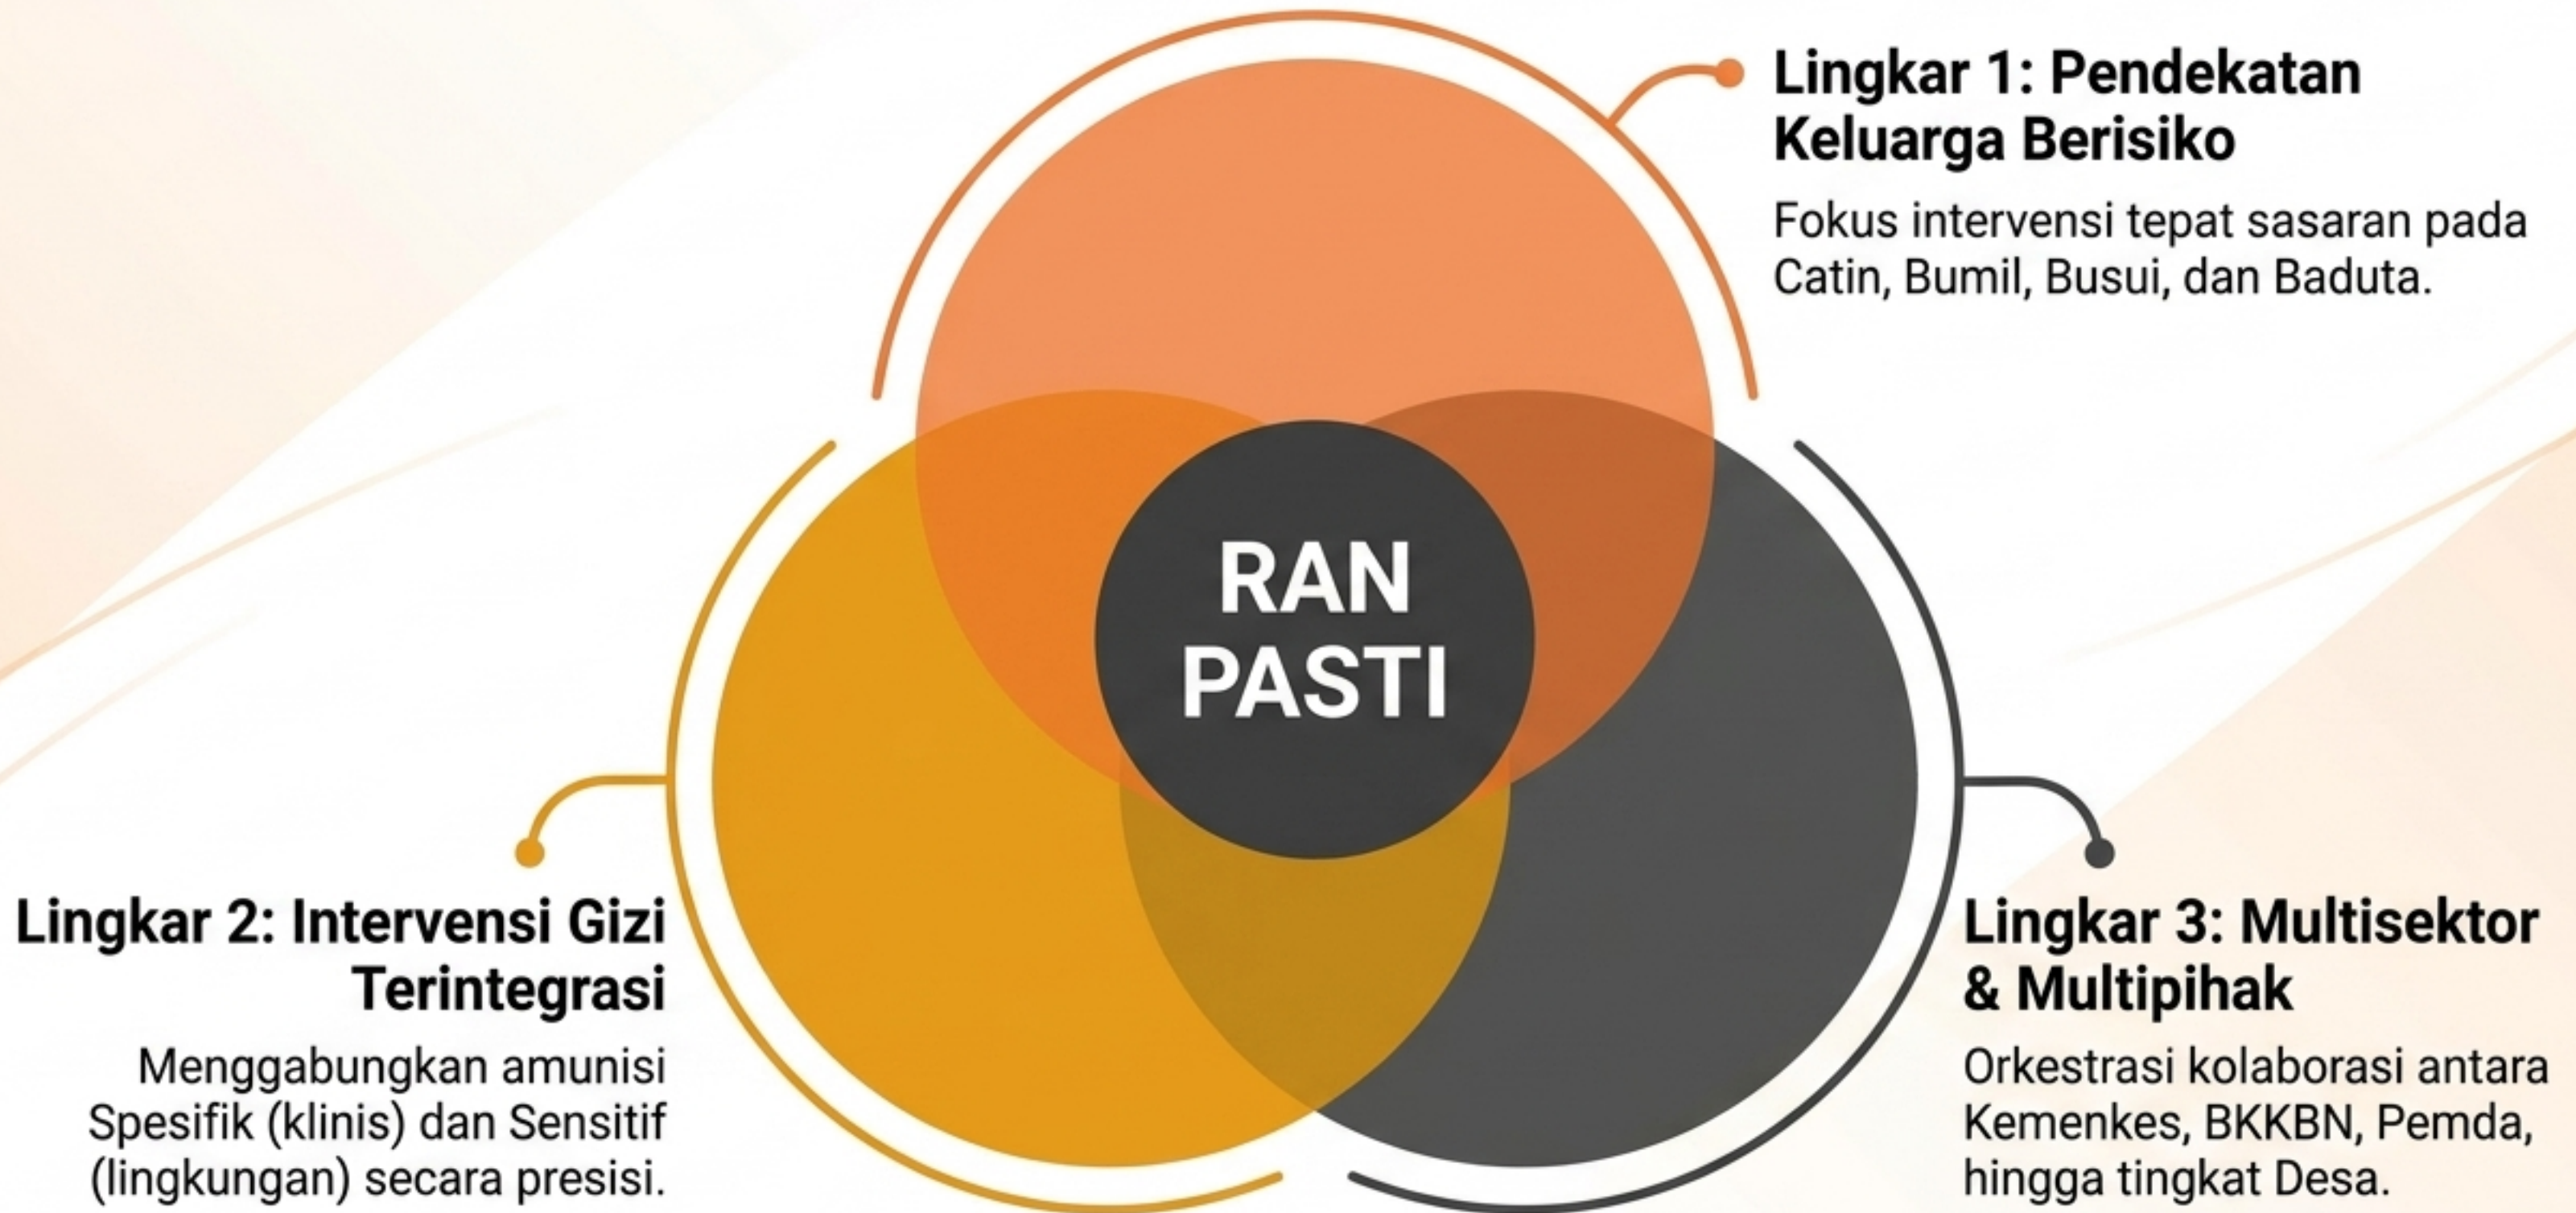 Lingkar 1: Pendekatan
Keluarga Berisiko
Fokus intervensi tepat sasaran pada
Catin, Bumil, Busui, dan Baduta.
RAN
PASTI
Lingkar 2: Intervensi Gizi
Terintegrasi
Menggabungkan amunisi
Spesifik (klinis) dan Sensitif
(lingkungan) secara presisi.
Lingkar 3: Multisektor
& Multipihak
Orkestrasi kolaborasi antara
Kemenkes, BKKBN, Pemda,
hingga tingkat Desa.